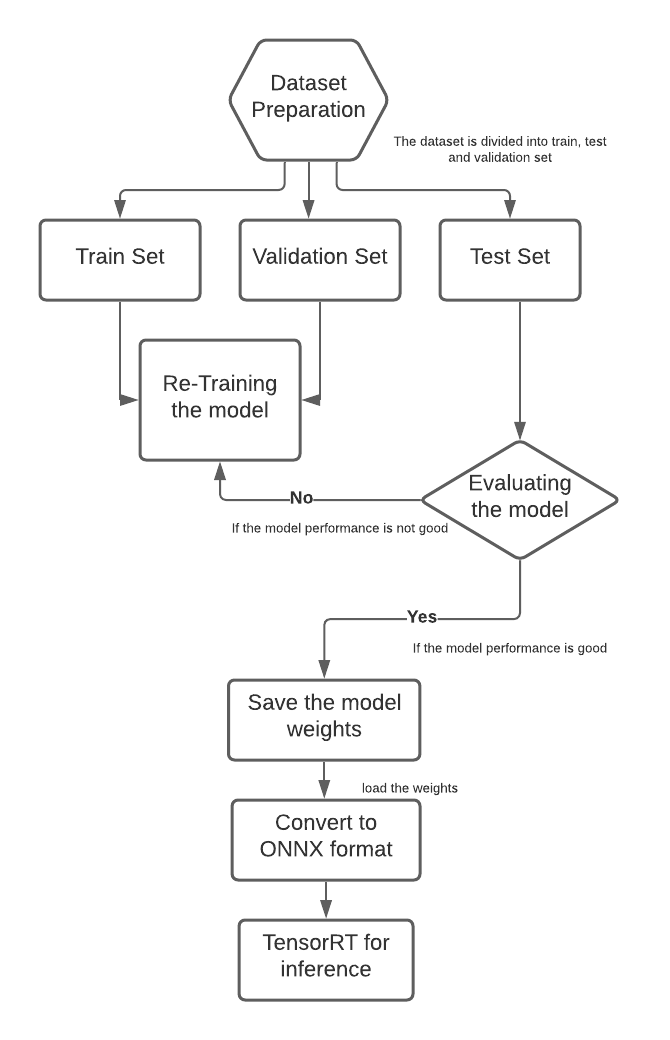 Dataset
Preparation
The dataset is divided into train, test
and validation set
Train Set
Validation Set
Test Set
Re-Training
the model
Evaluating
the model
No
If the model performance is not good
Yes
If the model performance is good
Save the model
weights
load the weights
Convert to
ONNX format
TensorRT for
inference